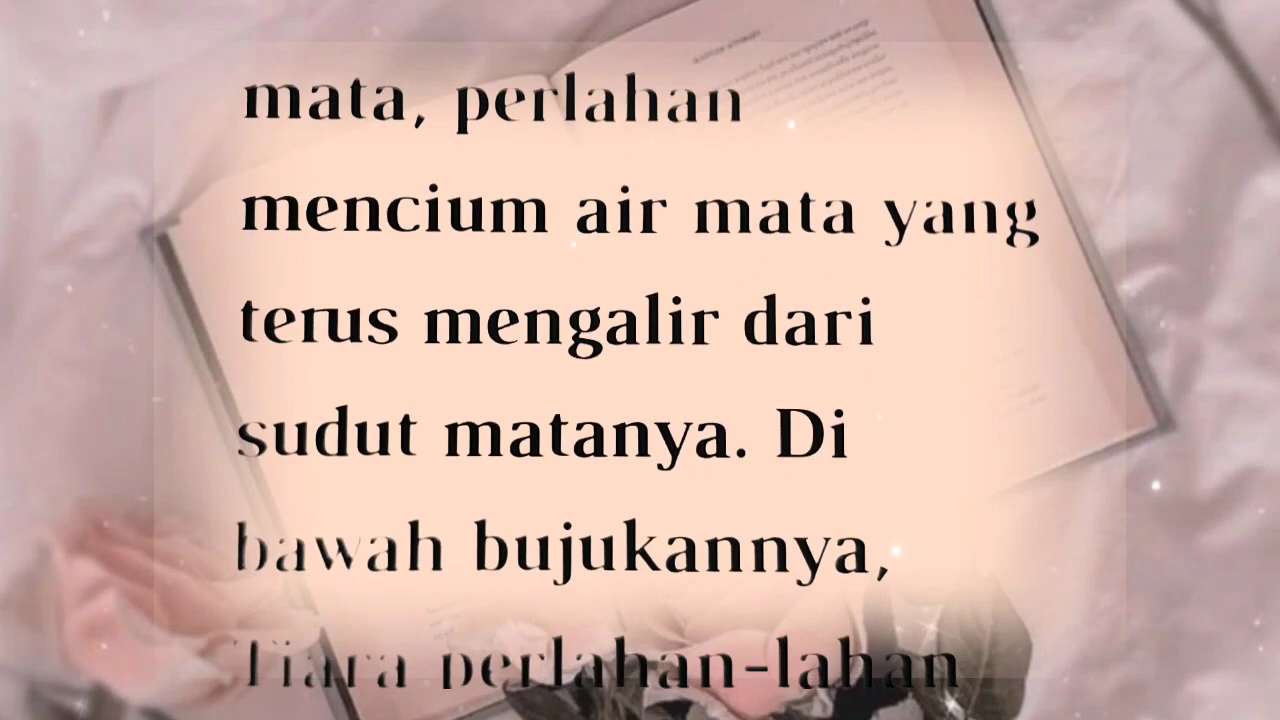 mata, perlahan
mencium air mata yang
terus mengalir dari
sudut matanya. Di
bawah bujukannya,
Tiara perlahan-lahan